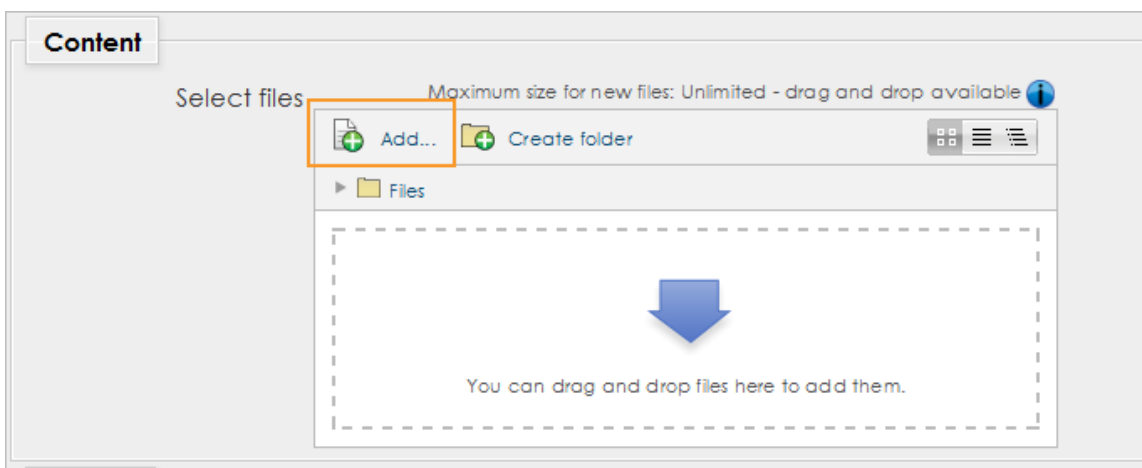 Content
Select files
Maximum size for new files: Unlimited - drag and drop available
Add... Create folder
Files
You can drag and drop files here to add them.